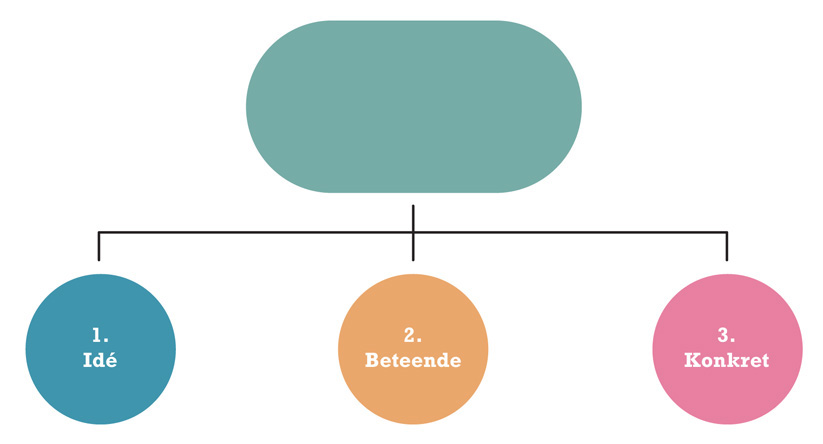 1.
Idé
2.
Beteende
3.
Konkret